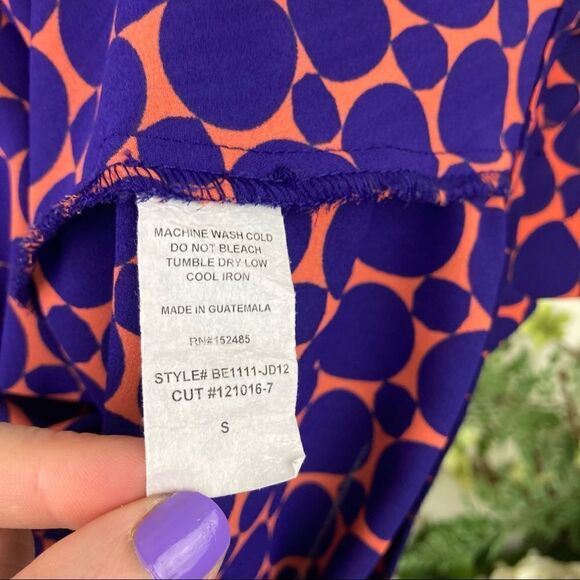 MACHINE WASH COLD
DO NOT BLEACH
TUMBLE DRY LOW
COOL IRON
MADE IN GUATEMALA
RN#152485
STYLE# BE1111-JD12
CUT #121016-7
S